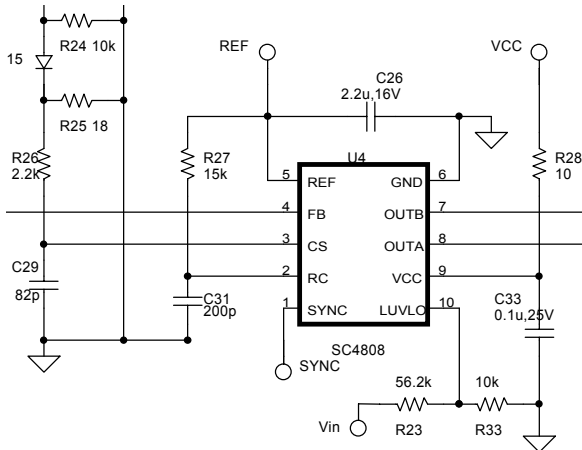 R24 10k
REF
VCC
15
C26
2.2u,16V
R25 18
U4
R26
2.2k
R27
15k
R28
10
5 REF GND 6
4 FB OUTB 7
3 CS OUTA 8
2 RC VCC 9
1 SYNC LUVLO 10
C29
82p
C31
200p
C33
0.1u,25V
SC4808
SYNC
56.2k 10k
Vin R23 R33